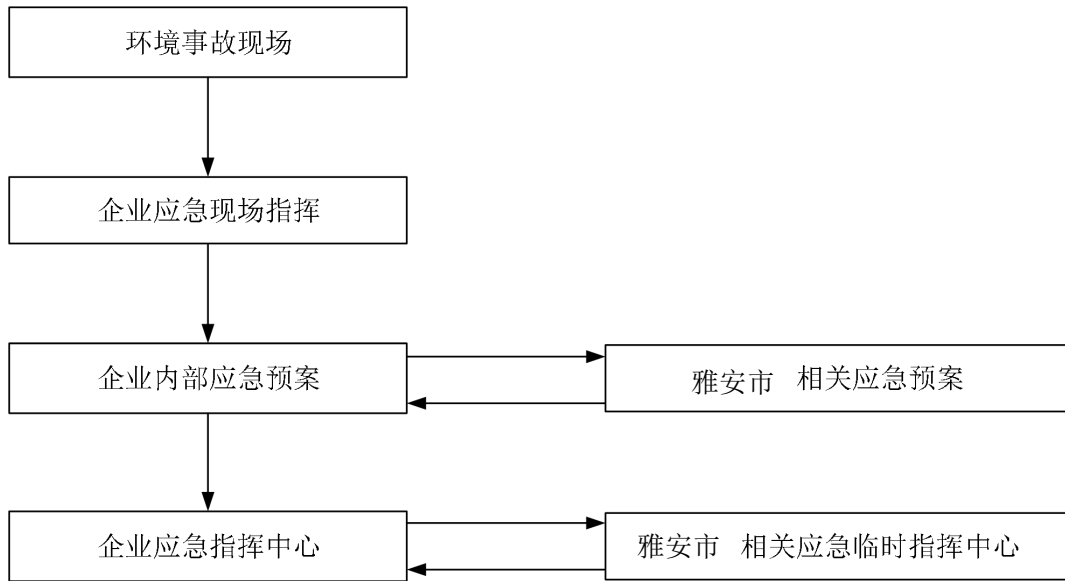 环境事故现场
企业应急现场指挥
企业内部应急预案
雅安市 相关应急预案
企业应急指挥中心
雅安市 相关应急临时指挥中心